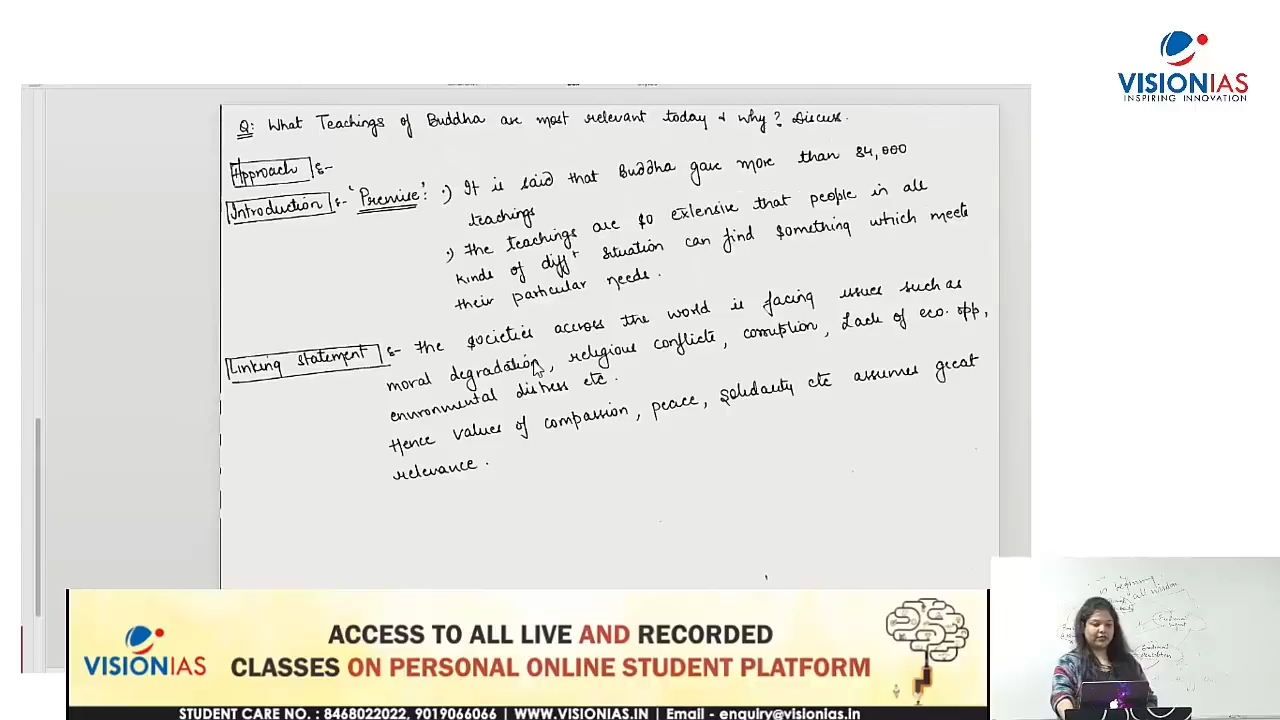 VISIONIAS
INSPIRING INNOVATION
Q: What Teachings of Buddha are most relevant today & why? Discuss.
Approach :-
Introduction :- 'Premise': ·) It is said that Buddha gave more than 84,000
teachings
·) The teachings are so extensive that people in all
kinds of difft situation can find something which meets
their particular needs.
Linking Statement :- The societies accross the world is facing issues such as
moral degradation, religious conflicts, corruption, Lack of eco. opp,
environmental distress etc.
Hence values of compassion, peace, solidarity etc assumes great
relevance.
VISIONIAS
ACCESS TO ALL LIVE AND RECORDED
CLASSES ON PERSONAL ONLINE STUDENT PLATFORM
STUDENT CARE NO. : 8468022022, 9019066066 | WWW.VISIONIAS.IN | Email - enquiry@visionias.in